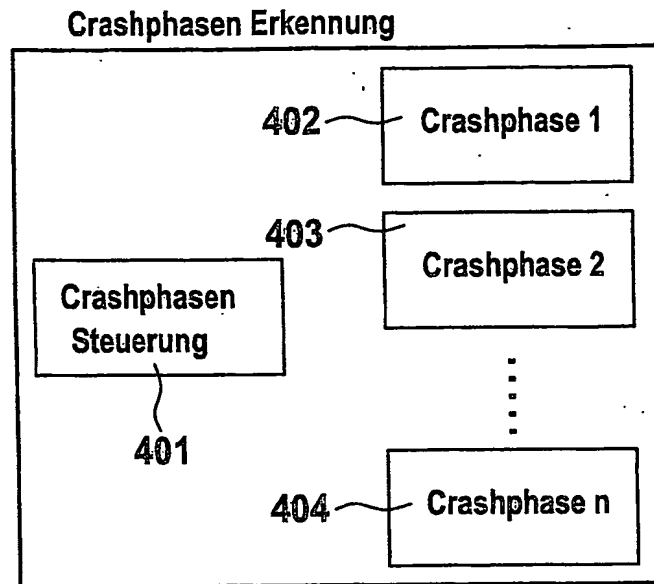 Crashphasen Erkennung
402
Crashphase 1
403
Crashphase 2
Crashphasen
Steuerung
401
404
Crashphase n